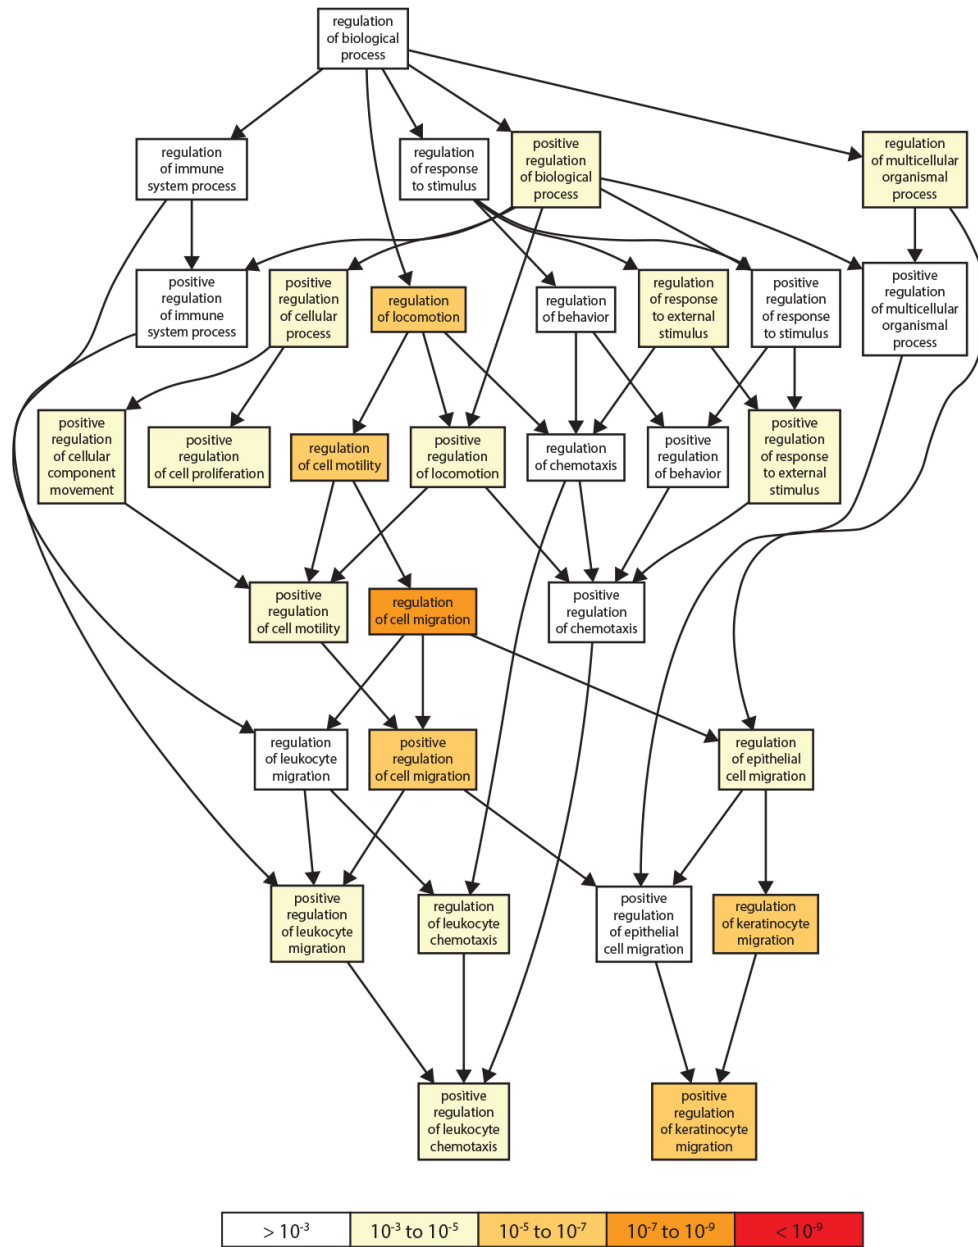 regulation
of biological
process
regulation
of immune
system process
regulation
of response
to stimulus
positive
regulation
of biological
process
regulation
of multicellular
organismal
process
positive
regulation
of immune
system process
positive
regulation
of cellular
process
regulation
of locomotion
regulation
of behavior
regulation
of response
to external
stimulus
positive
regulation
of response
to stimulus
positive
regulation
of multicellular
organismal
process
positive
regulation
of cellular
component
movement
positive
regulation
of cell proliferation
regulation
of cell motility
positive
regulation
of locomotion
regulation
of chemotaxis
positive
regulation
of behavior
positive
regulation
of response
to external
stimulus
positive
regulation
of cell motility
regulation
of cell migration
positive
regulation
of chemotaxis
regulation
of leukocyte
migration
positive
regulation
of cell migration
regulation
of epithelial
cell migration
positive
regulation
of leukocyte
migration
regulation
of leukocyte
chemotaxis
positive
regulation
of epithelial
cell migration
regulation
of keratinocyte
migration
positive
regulation
of leukocyte
chemotaxis
positive
regulation
of keratinocyte
migration
> 10⁻³
10⁻³ to 10⁻⁵
10⁻⁵ to 10⁻⁷
10⁻⁷ to 10⁻⁹
< 10⁻⁹